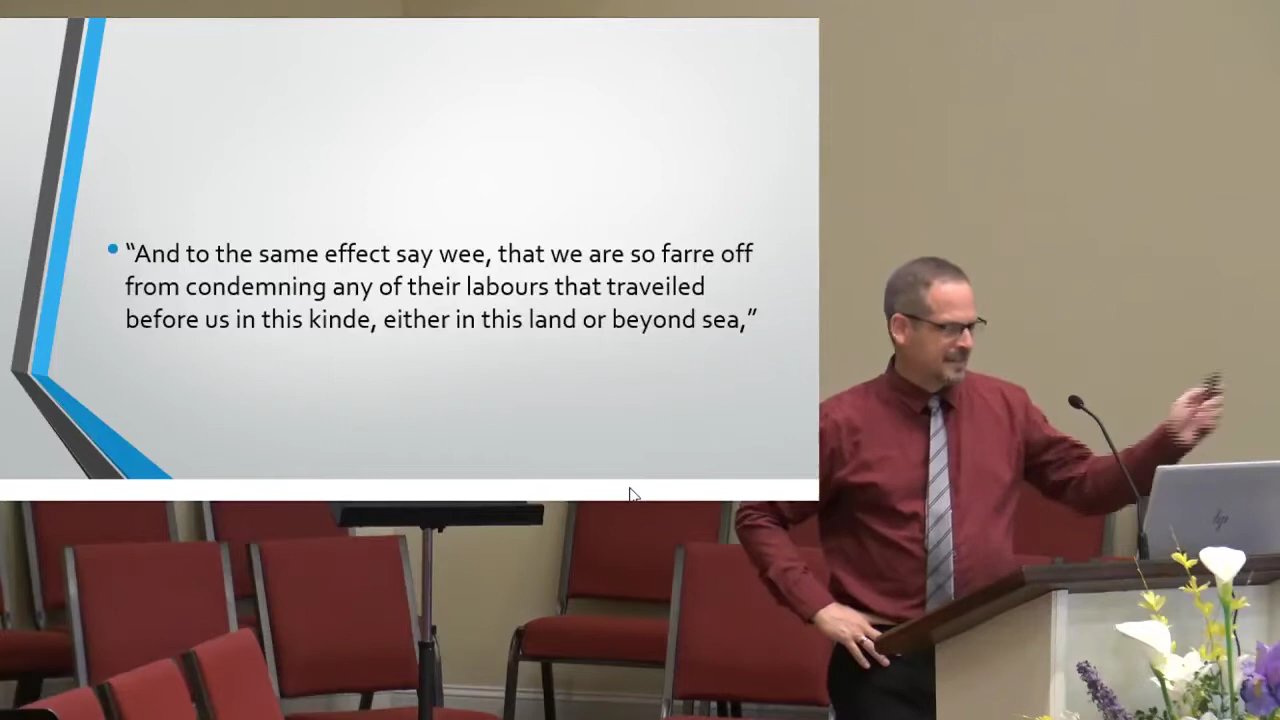 “And to the same effect say wee, that we are so farre off
from condemning any of their labours that traveiled
before us in this kinde, either in this land or beyond sea,”
hp